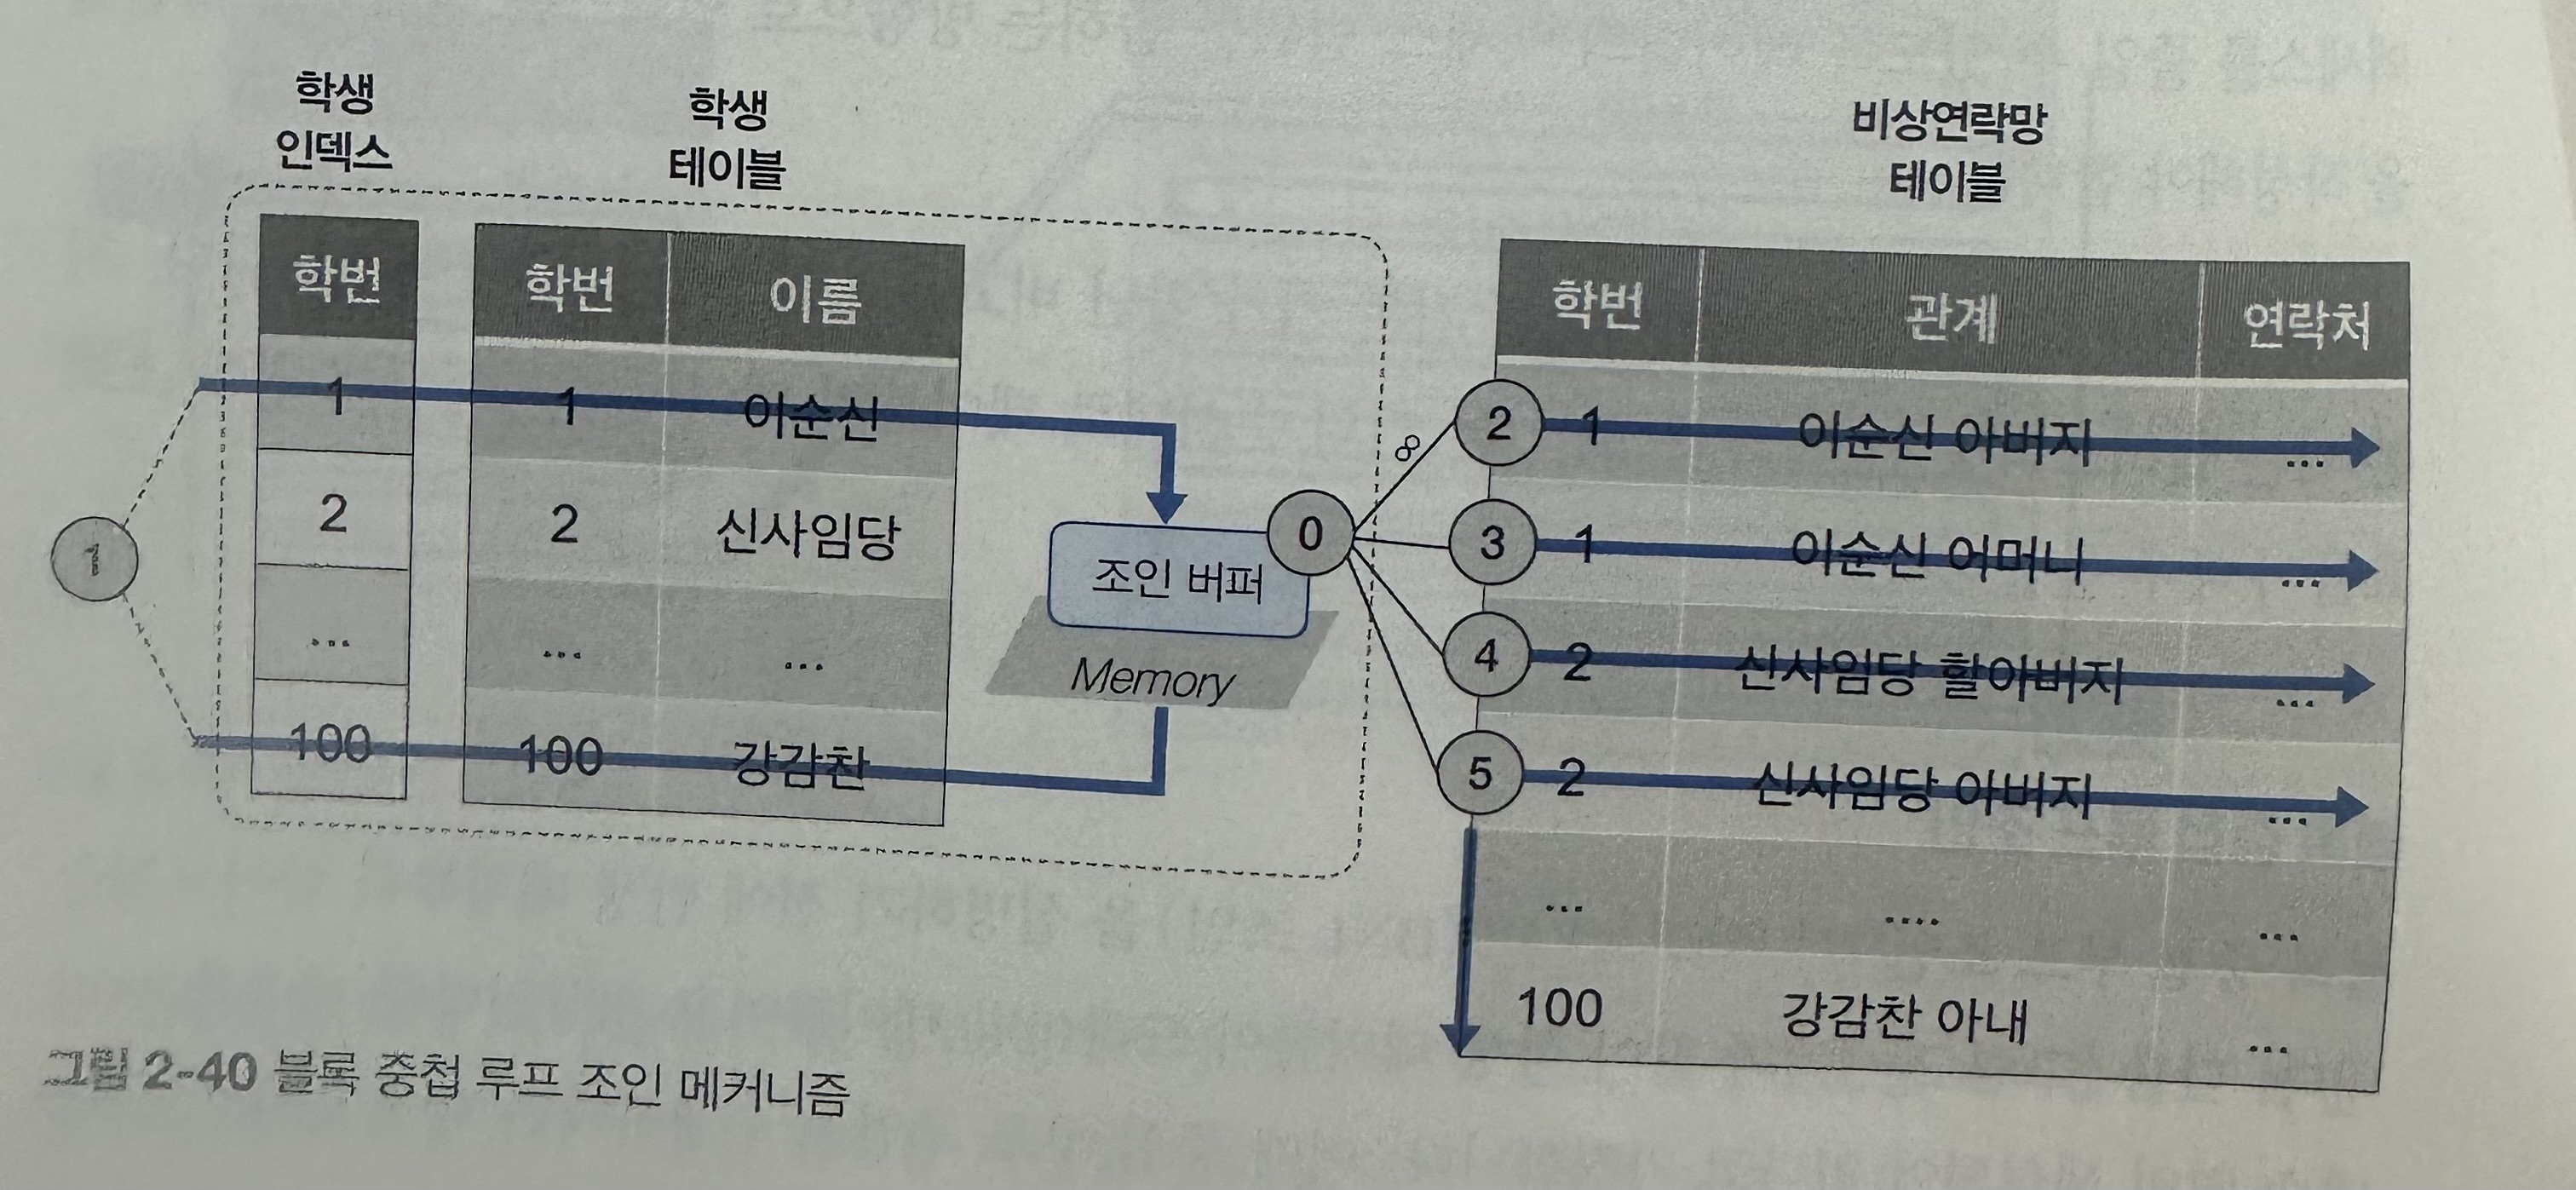 학생
인덱스
학생
테이블
비상연락망
테이블
학번
학번 이름
학번 관계 연락처
1
1 이순신
2 1 이순신 아버지 ...
∞
2
2 신사임당
0
조인 버퍼
Memory
3 1 이순신 어머니 ...
1
...
... ...
4 2 신사임당 할아버지 ...
100
100 강감찬
5 2 신사임당 아버지 ...
... .... ...
100 강감찬 아내 ...
그림 2-40 블록 중첩 루프 조인 메커니즘